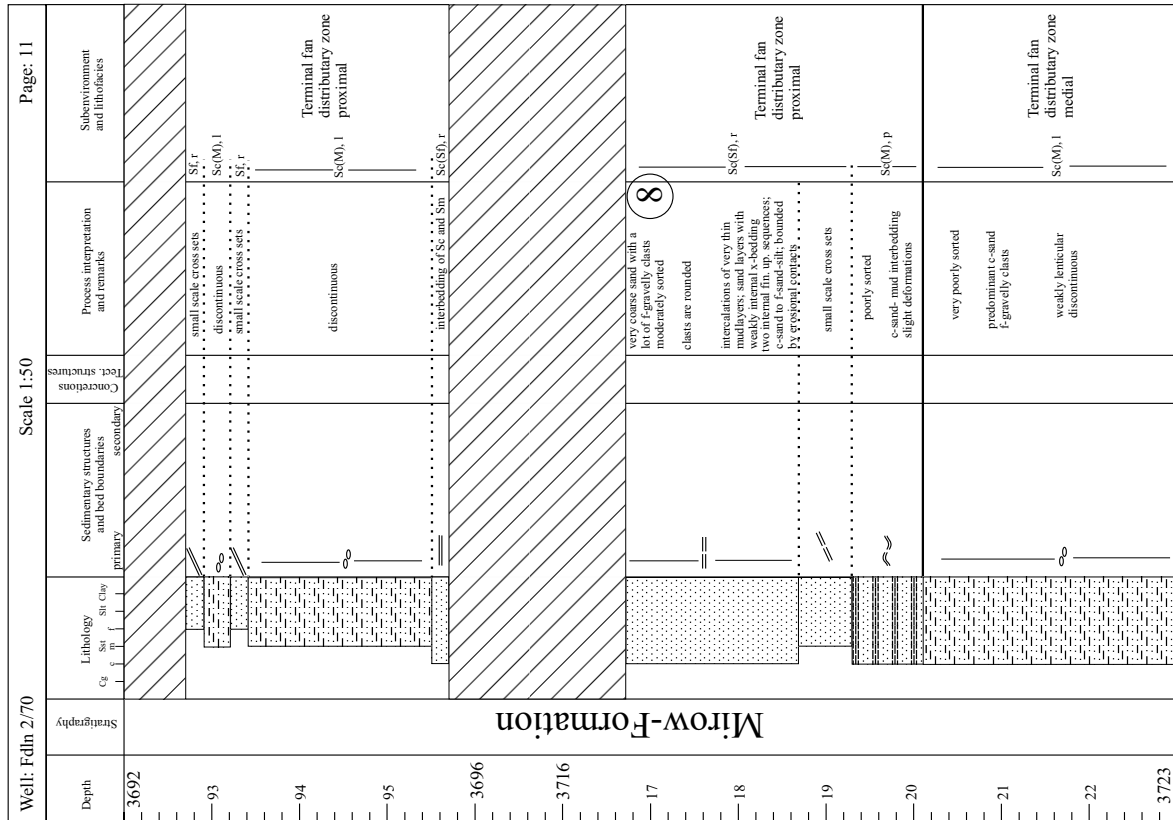 Well: Fdln 2/70
Scale 1:50
Page: 11
Depth
Stratigraphy
Lithology
Cg
c
Sst
m
f
Slt
Clay
Sedimentary structures
and bed boundaries
primary
secondary
Concretions
Tect. structures
Process interpretation
and remarks
Subenvironment
and lithofacies
3692
93
94
95
3696
3716
17
18
19
20
21
22
3723
Mirow-Formation
small scale cross sets
discontinuous
small scale cross sets
discontinuous
interbedding of Sc and Sm
8
very coarse sand with a
lot of f-gravelly clasts
moderately sorted
clasts are rounded
intercalations of very thin
mudlayers; sand layers with
weakly internal x-bedding
two internal fin. up. sequences;
c-sand to f-sand-silt; bounded
by erosional contacts
small scale cross sets
poorly sorted
c-sand- mud interbedding
slight deformations
very poorly sorted
predominant c-sand
f-gravelly clasts
weakly lenticular
discontinuous
Sf, r
Sc(M), l
Sf, r
Sc(M), l
Sc(Sf), r
Sc(Sf), r
Sc(M), p
Sc(M), l
Terminal fan
distributary zone
proximal
Terminal fan
distributary zone
proximal
Terminal fan
distributary zone
medial